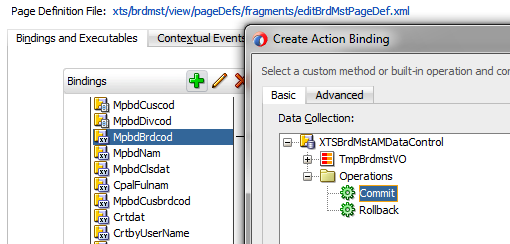 Page Definition File: xts/brdmst/view/pageDefs/fragments/editBrdMstPageDef.xml
Bindings and Executables
Contextual Events
Bindings
MpbdCuscod
MpbdDivcod
MpbdBrdcod
MpbdNam
MpbdClsdat
CpalFulnam
MpbdCusbrdcod
Crtdat
CrtbyUserName
Create Action Binding
Select a custom method or built-in operation and co
Basic
Advanced
Data Collection:
XTSBrdMstAMDataControl
TmpBrdmstVO
Operations
Commit
Rollback